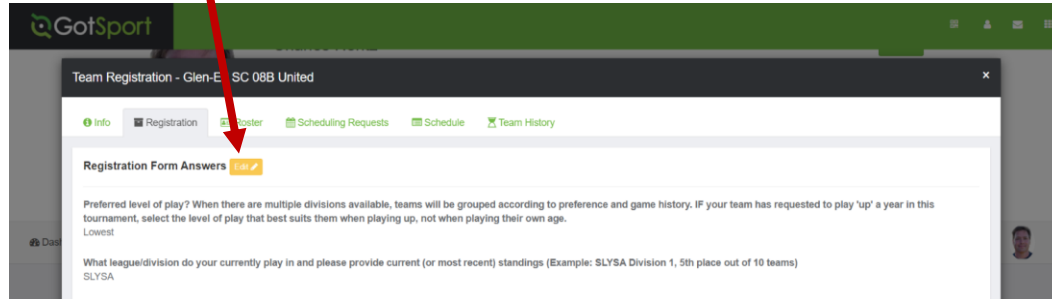 GotSport
Team Registration - Glen-E SC 08B United ×
Info Registration Roster Scheduling Requests Schedule Team History
Registration Form Answers Edit
Preferred level of play? When there are multiple divisions available, teams will be grouped according to preference and game history. IF your team has requested to play 'up' a year in this
tournament, select the level of play that best suits them when playing up, not when playing their own age.
Lowest
Das
What league/division do your currently play in and please provide current (or most recent) standings (Example: SLYSA Division 1, 5th place out of 10 teams)
SLYSA